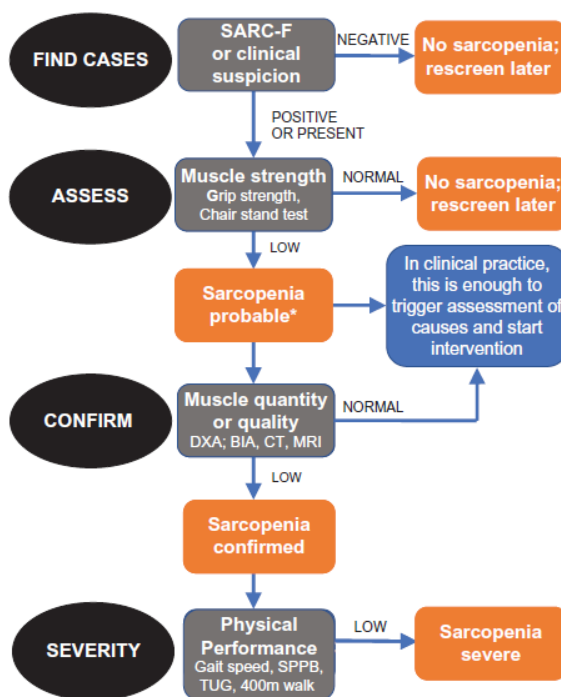 FIND CASES
SARC-F
or clinical
suspicion
NEGATIVE
No sarcopenia;
rescreen later
POSITIVE
OR PRESENT
ASSESS
Muscle strength
Grip strength,
Chair stand test
NORMAL
No sarcopenia;
rescreen later
LOW
Sarcopenia
probable*
In clinical practice,
this is enough to
trigger assessment of
causes and start
intervention
CONFIRM
Muscle quantity
or quality
DXA; BIA, CT, MRI
NORMAL
LOW
Sarcopenia
confirmed
SEVERITY
Physical
Performance
Gait speed, SPPB,
TUG, 400m walk
LOW
Sarcopenia
severe